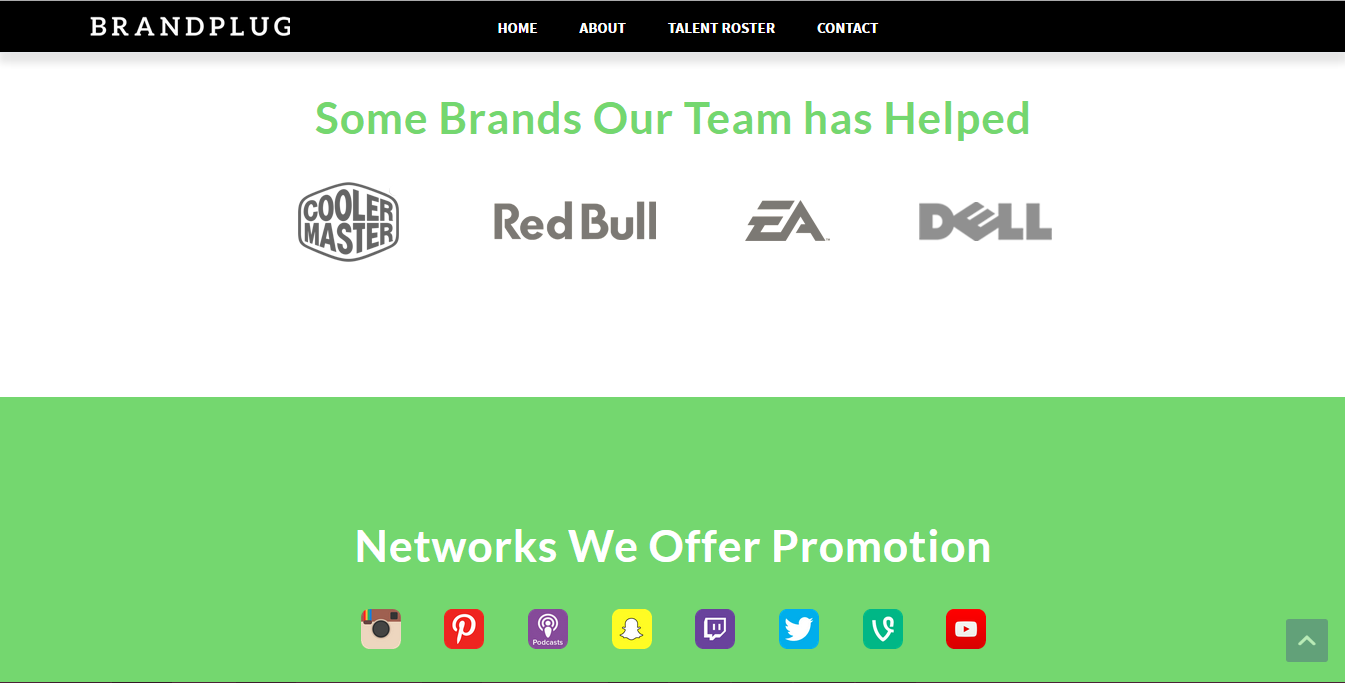 BRANDPLUG
HOME ABOUT TALENT ROSTER CONTACT
Some Brands Our Team has Helped
COOLER
MASTER
Red Bull
EA
DELL
Networks We Offer Promotion
Podcasts